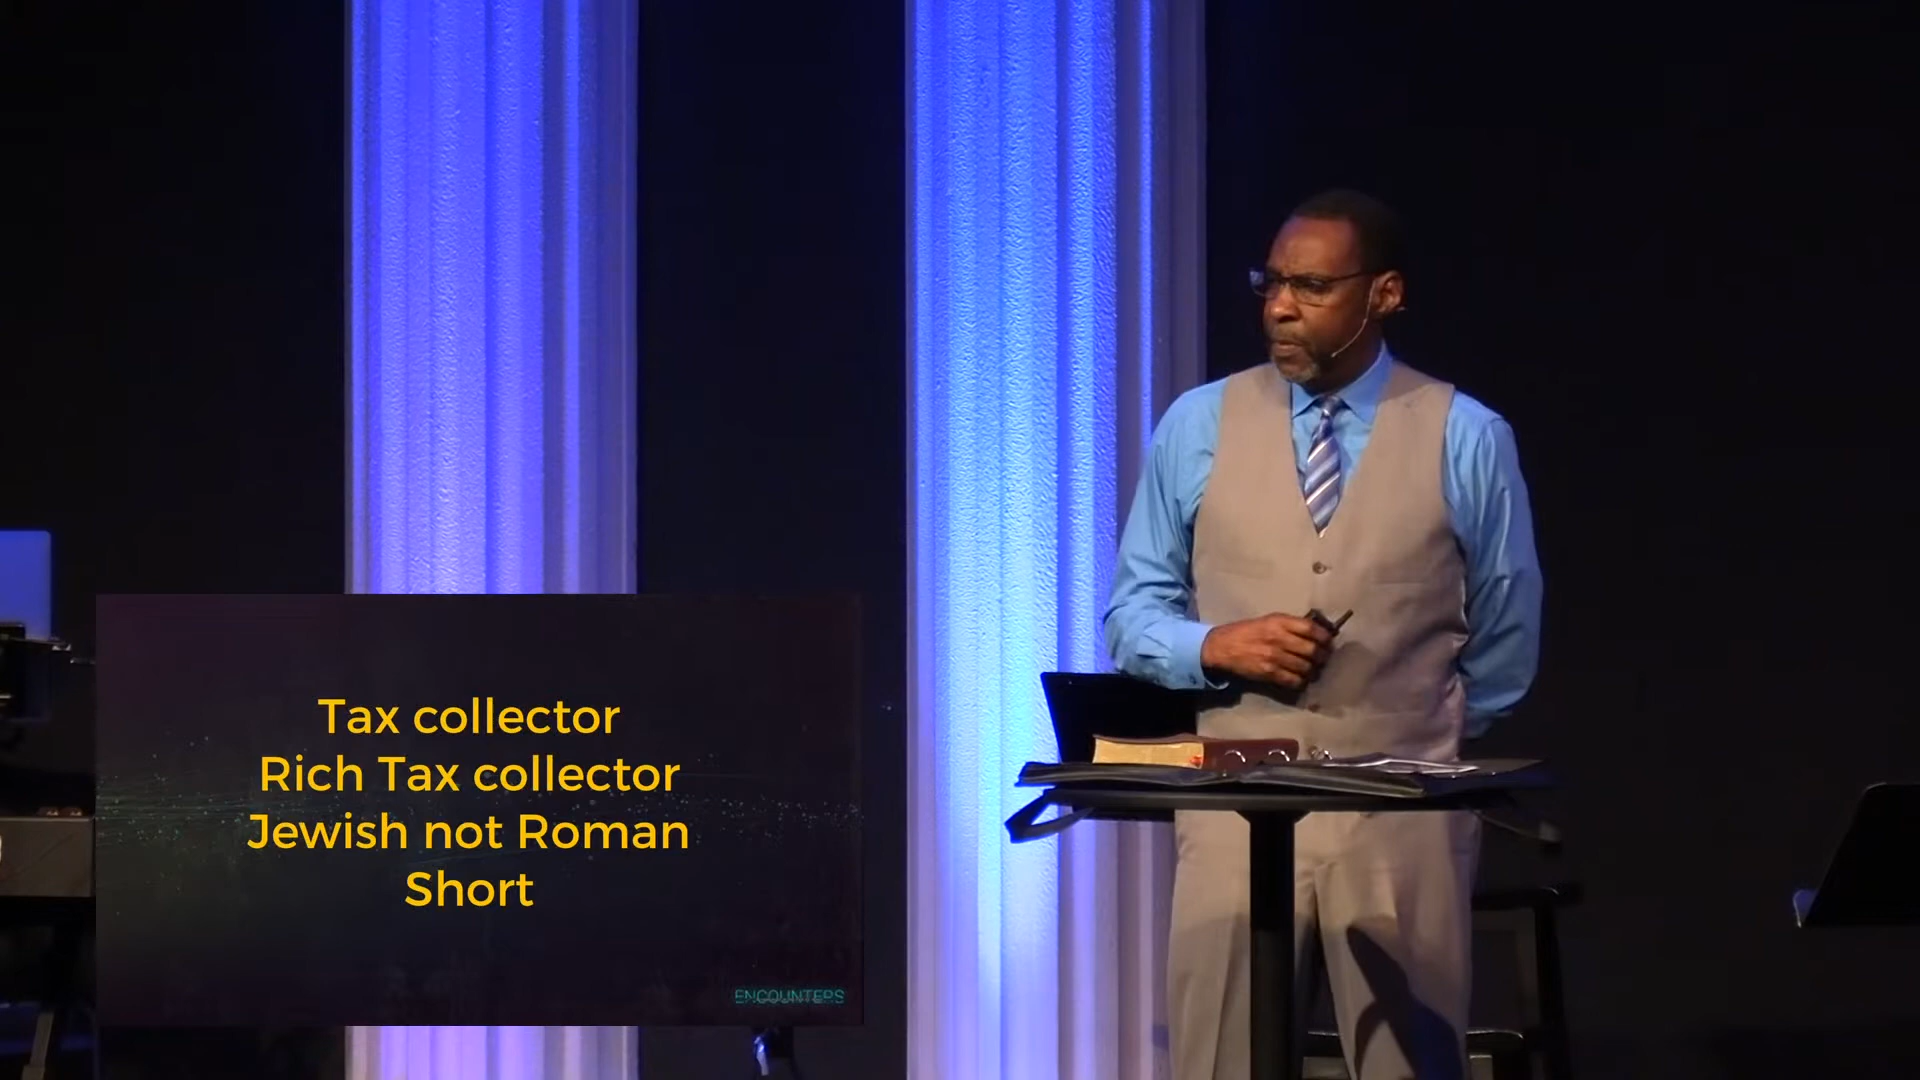 Tax collector
Rich Tax collector
Jewish not Roman
Short
ENCOUNTERS